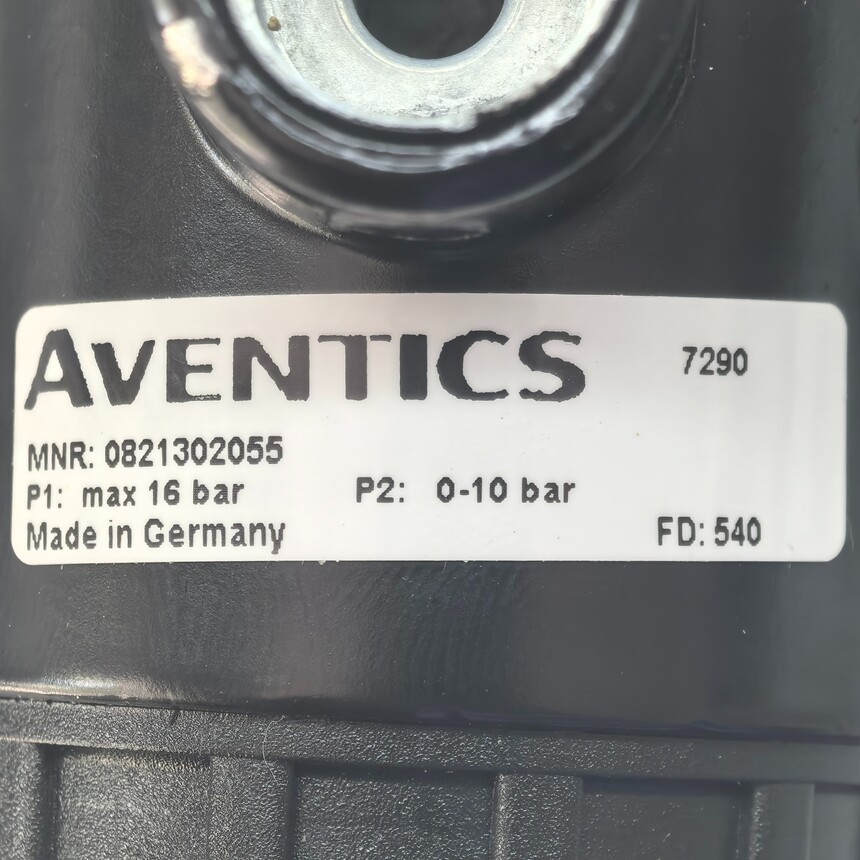 AVENTICS 7290
MNR: 0821302055
P1: max 16 bar P2: 0-10 bar
Made in Germany FD: 540